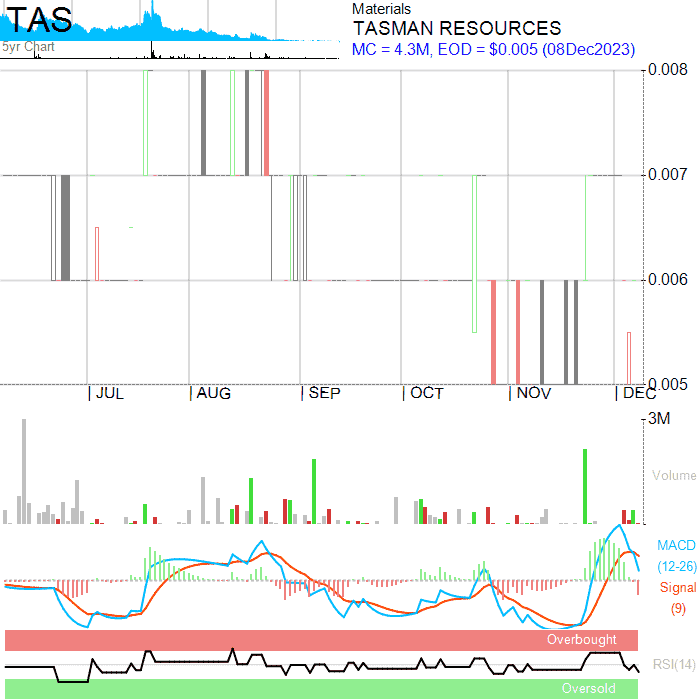 TAS
5yr Chart
Materials
TASMAN RESOURCES
MC = 4.3M, EOD = $0.005 (08Dec2023)
0.008
0.007
0.006
0.005
JUL
AUG
SEP
OCT
NOV
DEC
3M
Volume
MACD
(12-26)
Signal
(9)
Overbought
RSI(14)
Oversold